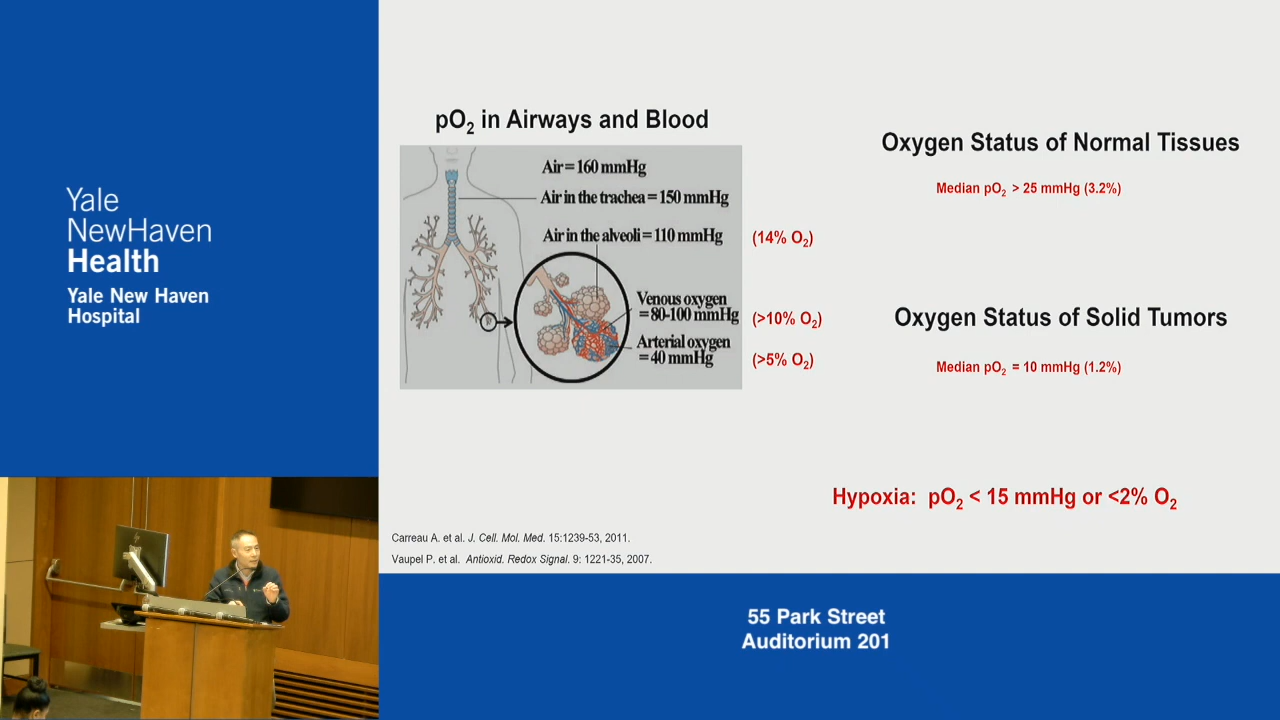 Yale
NewHaven
Health
Yale New Haven
Hospital
pO2 in Airways and Blood
Air = 160 mmHg
Air in the trachea = 150 mmHg
Air in the alveoli = 110 mmHg
(14% O2)
Venous oxygen
= 80-100 mmHg
(>10% O2)
Arterial oxygen
= 40 mmHg
(>5% O2)
Oxygen Status of Normal Tissues
Median pO2 > 25 mmHg (3.2%)
Oxygen Status of Solid Tumors
Median pO2 = 10 mmHg (1.2%)
Hypoxia: pO2 < 15 mmHg or <2% O2
Carreau A. et al. J. Cell. Mol. Med. 15:1239-53, 2011.
Vaupel P. et al. Antioxid. Redox Signal. 9: 1221-35, 2007.
55 Park Street
Auditorium 201